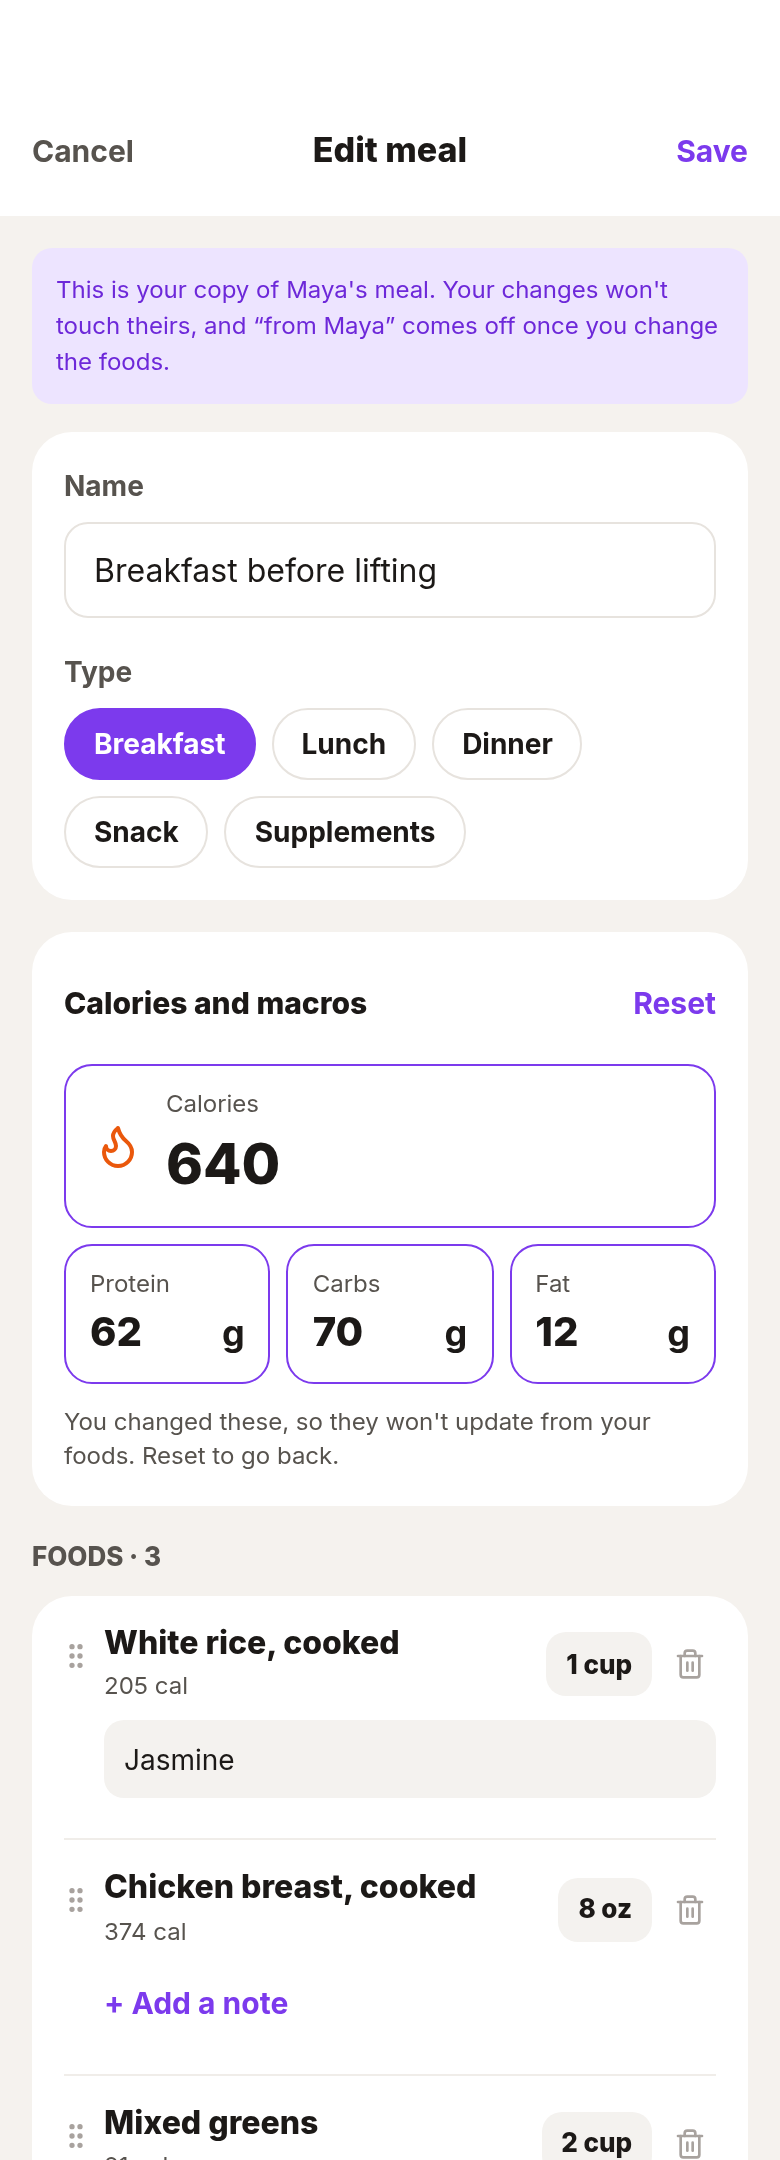 Cancel
Edit meal
Save
This is your copy of Maya's meal. Your changes won't
touch theirs, and “from Maya” comes off once you change
the foods.
Name
Breakfast before lifting
Type
Breakfast
Lunch
Dinner
Snack
Supplements
Calories and macros
Reset
Calories
640
Protein
62 g
Carbs
70 g
Fat
12 g
You changed these, so they won't update from your
foods. Reset to go back.
FOODS · 3
White rice, cooked
1 cup
205 cal
Jasmine
Chicken breast, cooked
8 oz
374 cal
+ Add a note
Mixed greens
2 cup